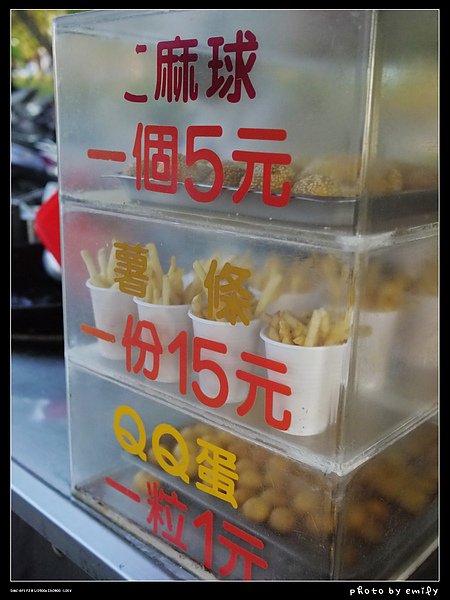 麻球
一個5元
薯條
一份15元
QQ蛋
一粒1元
photo by emily